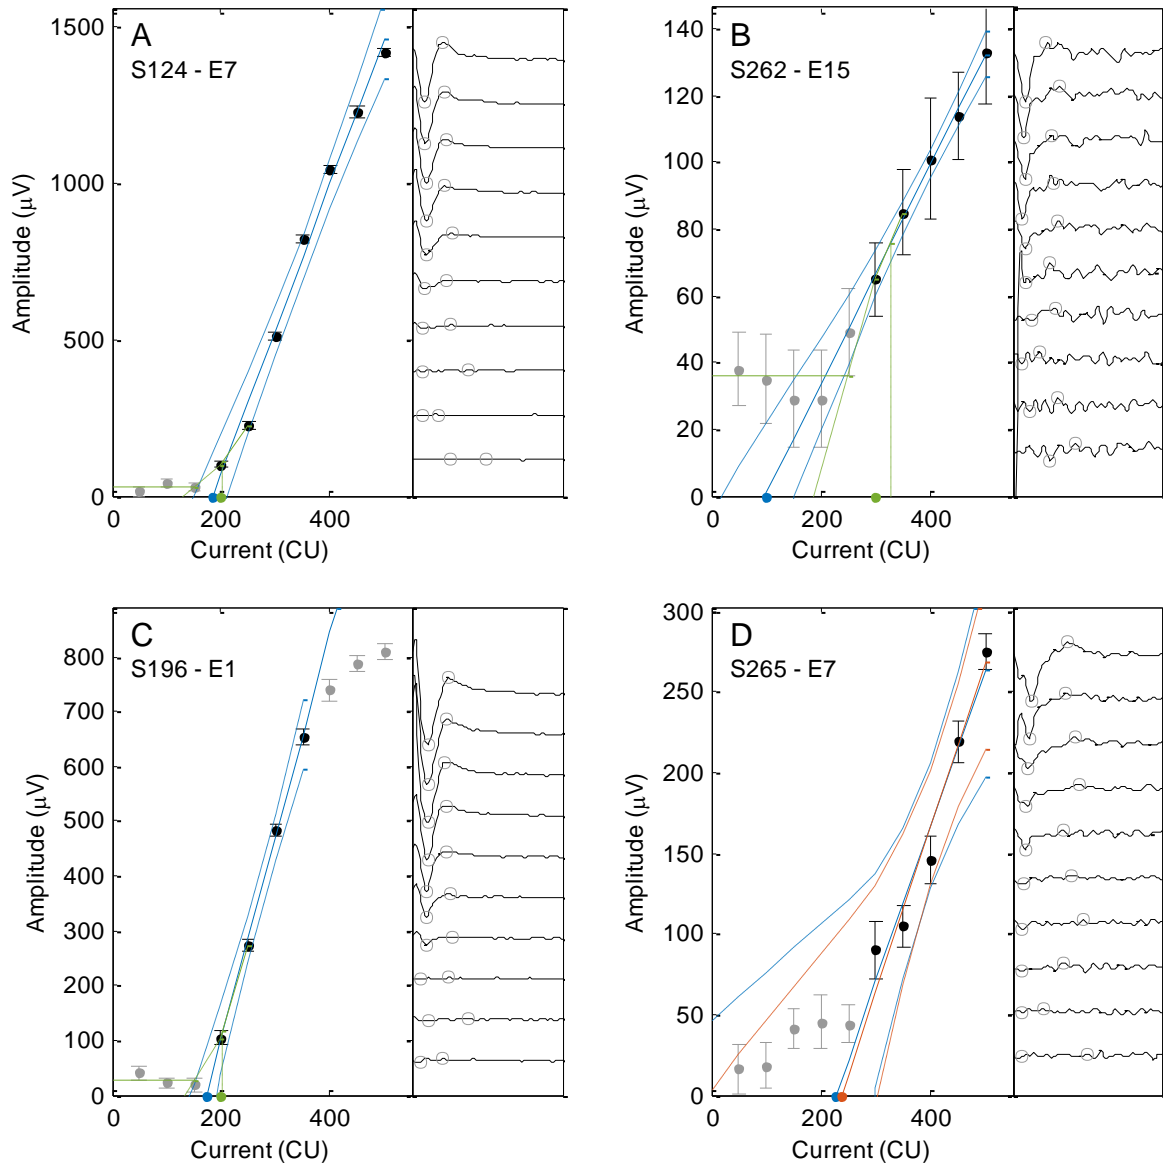 A
S124 - E7
1500
1000
500
0
0
200
400
Amplitude (μV)
Current (CU)
B
S262 - E15
140
120
100
80
60
40
20
0
0
200
400
Amplitude (μV)
Current (CU)
C
S196 - E1
800
700
600
500
400
300
200
100
0
0
200
400
Amplitude (μV)
Current (CU)
D
S265 - E7
300
250
200
150
100
50
0
0
200
400
Amplitude (μV)
Current (CU)